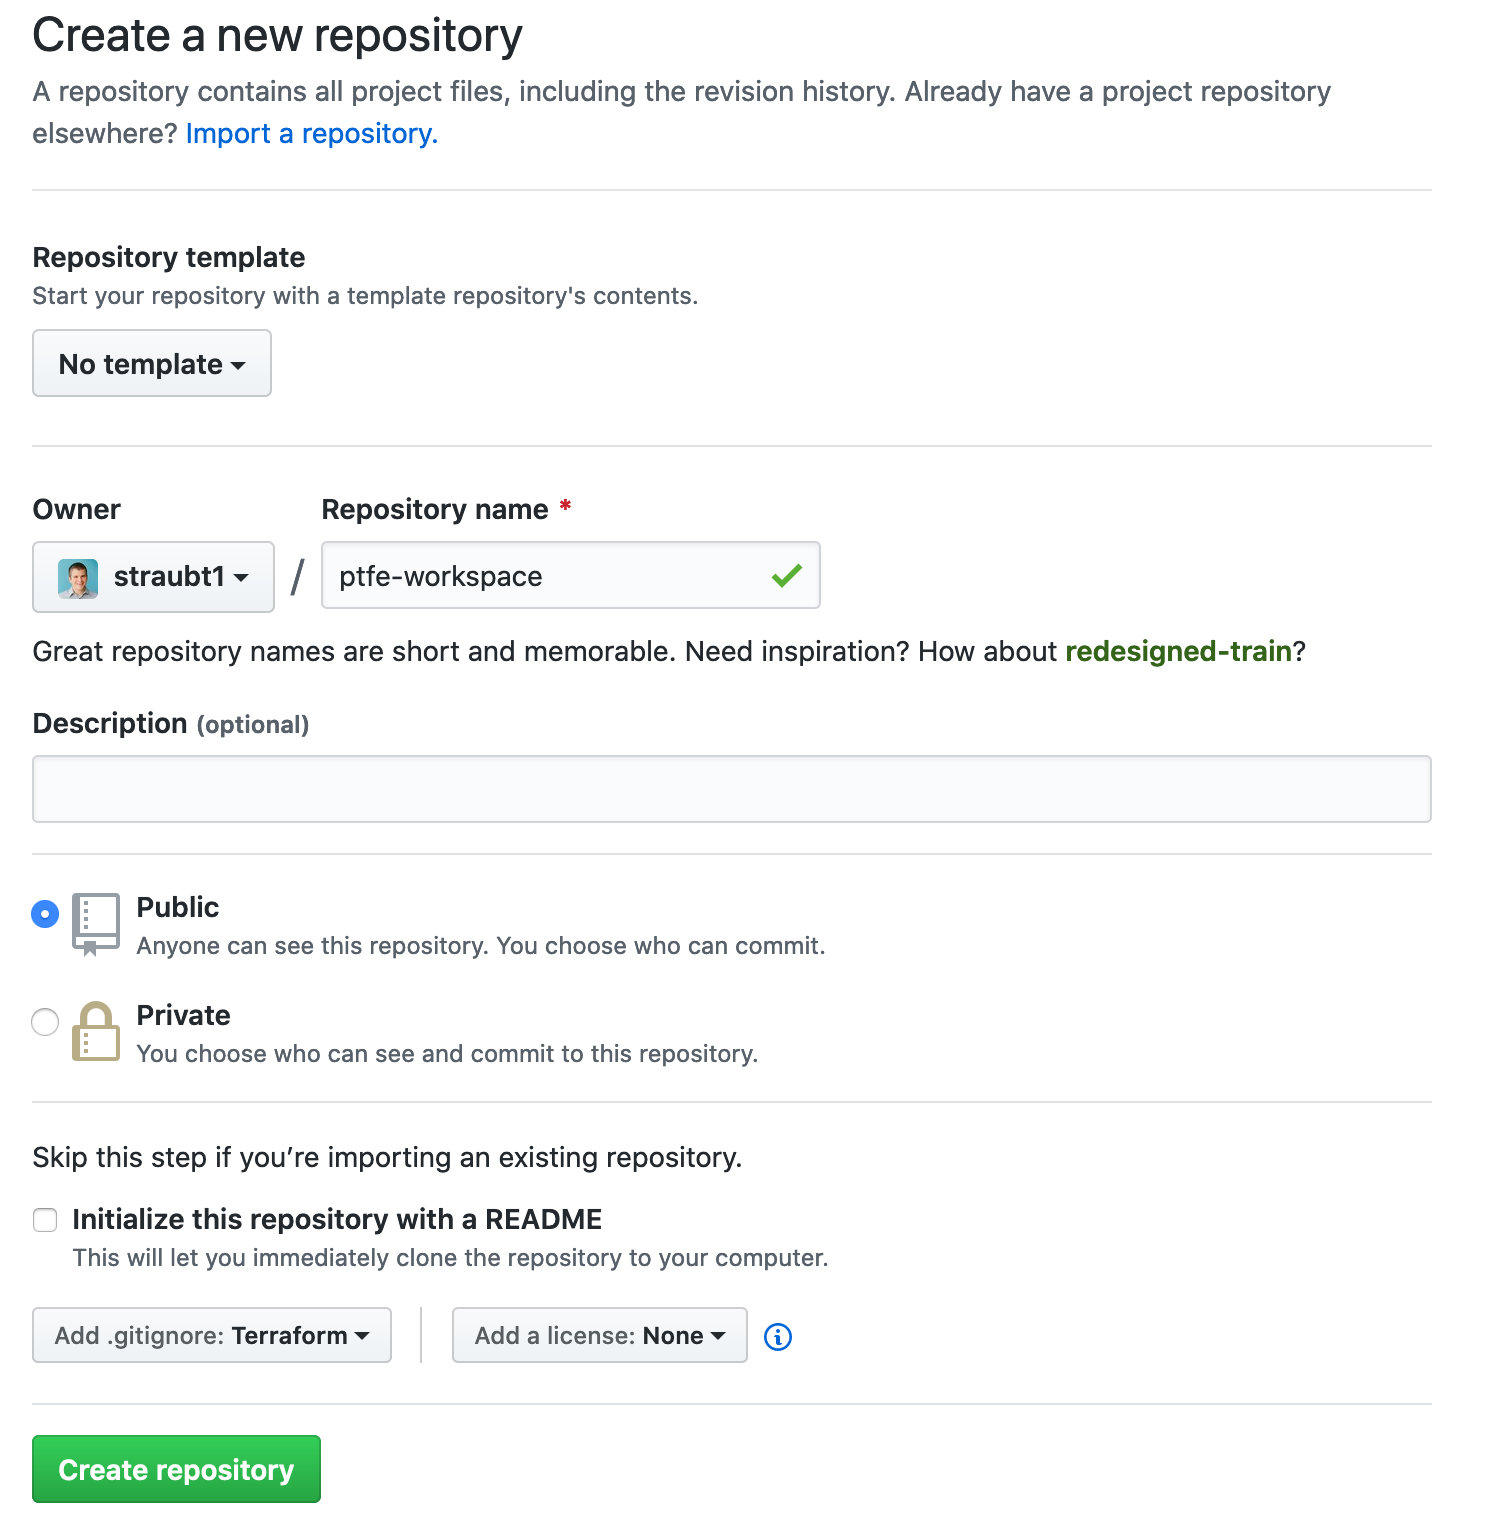 Create a new repository
A repository contains all project files, including the revision history. Already have a project repository
elsewhere? Import a repository.
Repository template
Start your repository with a template repository's contents.
No template
Owner
Repository name *
straubt1
/
ptfe-workspace
Great repository names are short and memorable. Need inspiration? How about redesigned-train?
Description (optional)
Public
Anyone can see this repository. You choose who can commit.
Private
You choose who can see and commit to this repository.
Skip this step if you’re importing an existing repository.
Initialize this repository with a README
This will let you immediately clone the repository to your computer.
Add .gitignore: Terraform
Add a license: None
Create repository